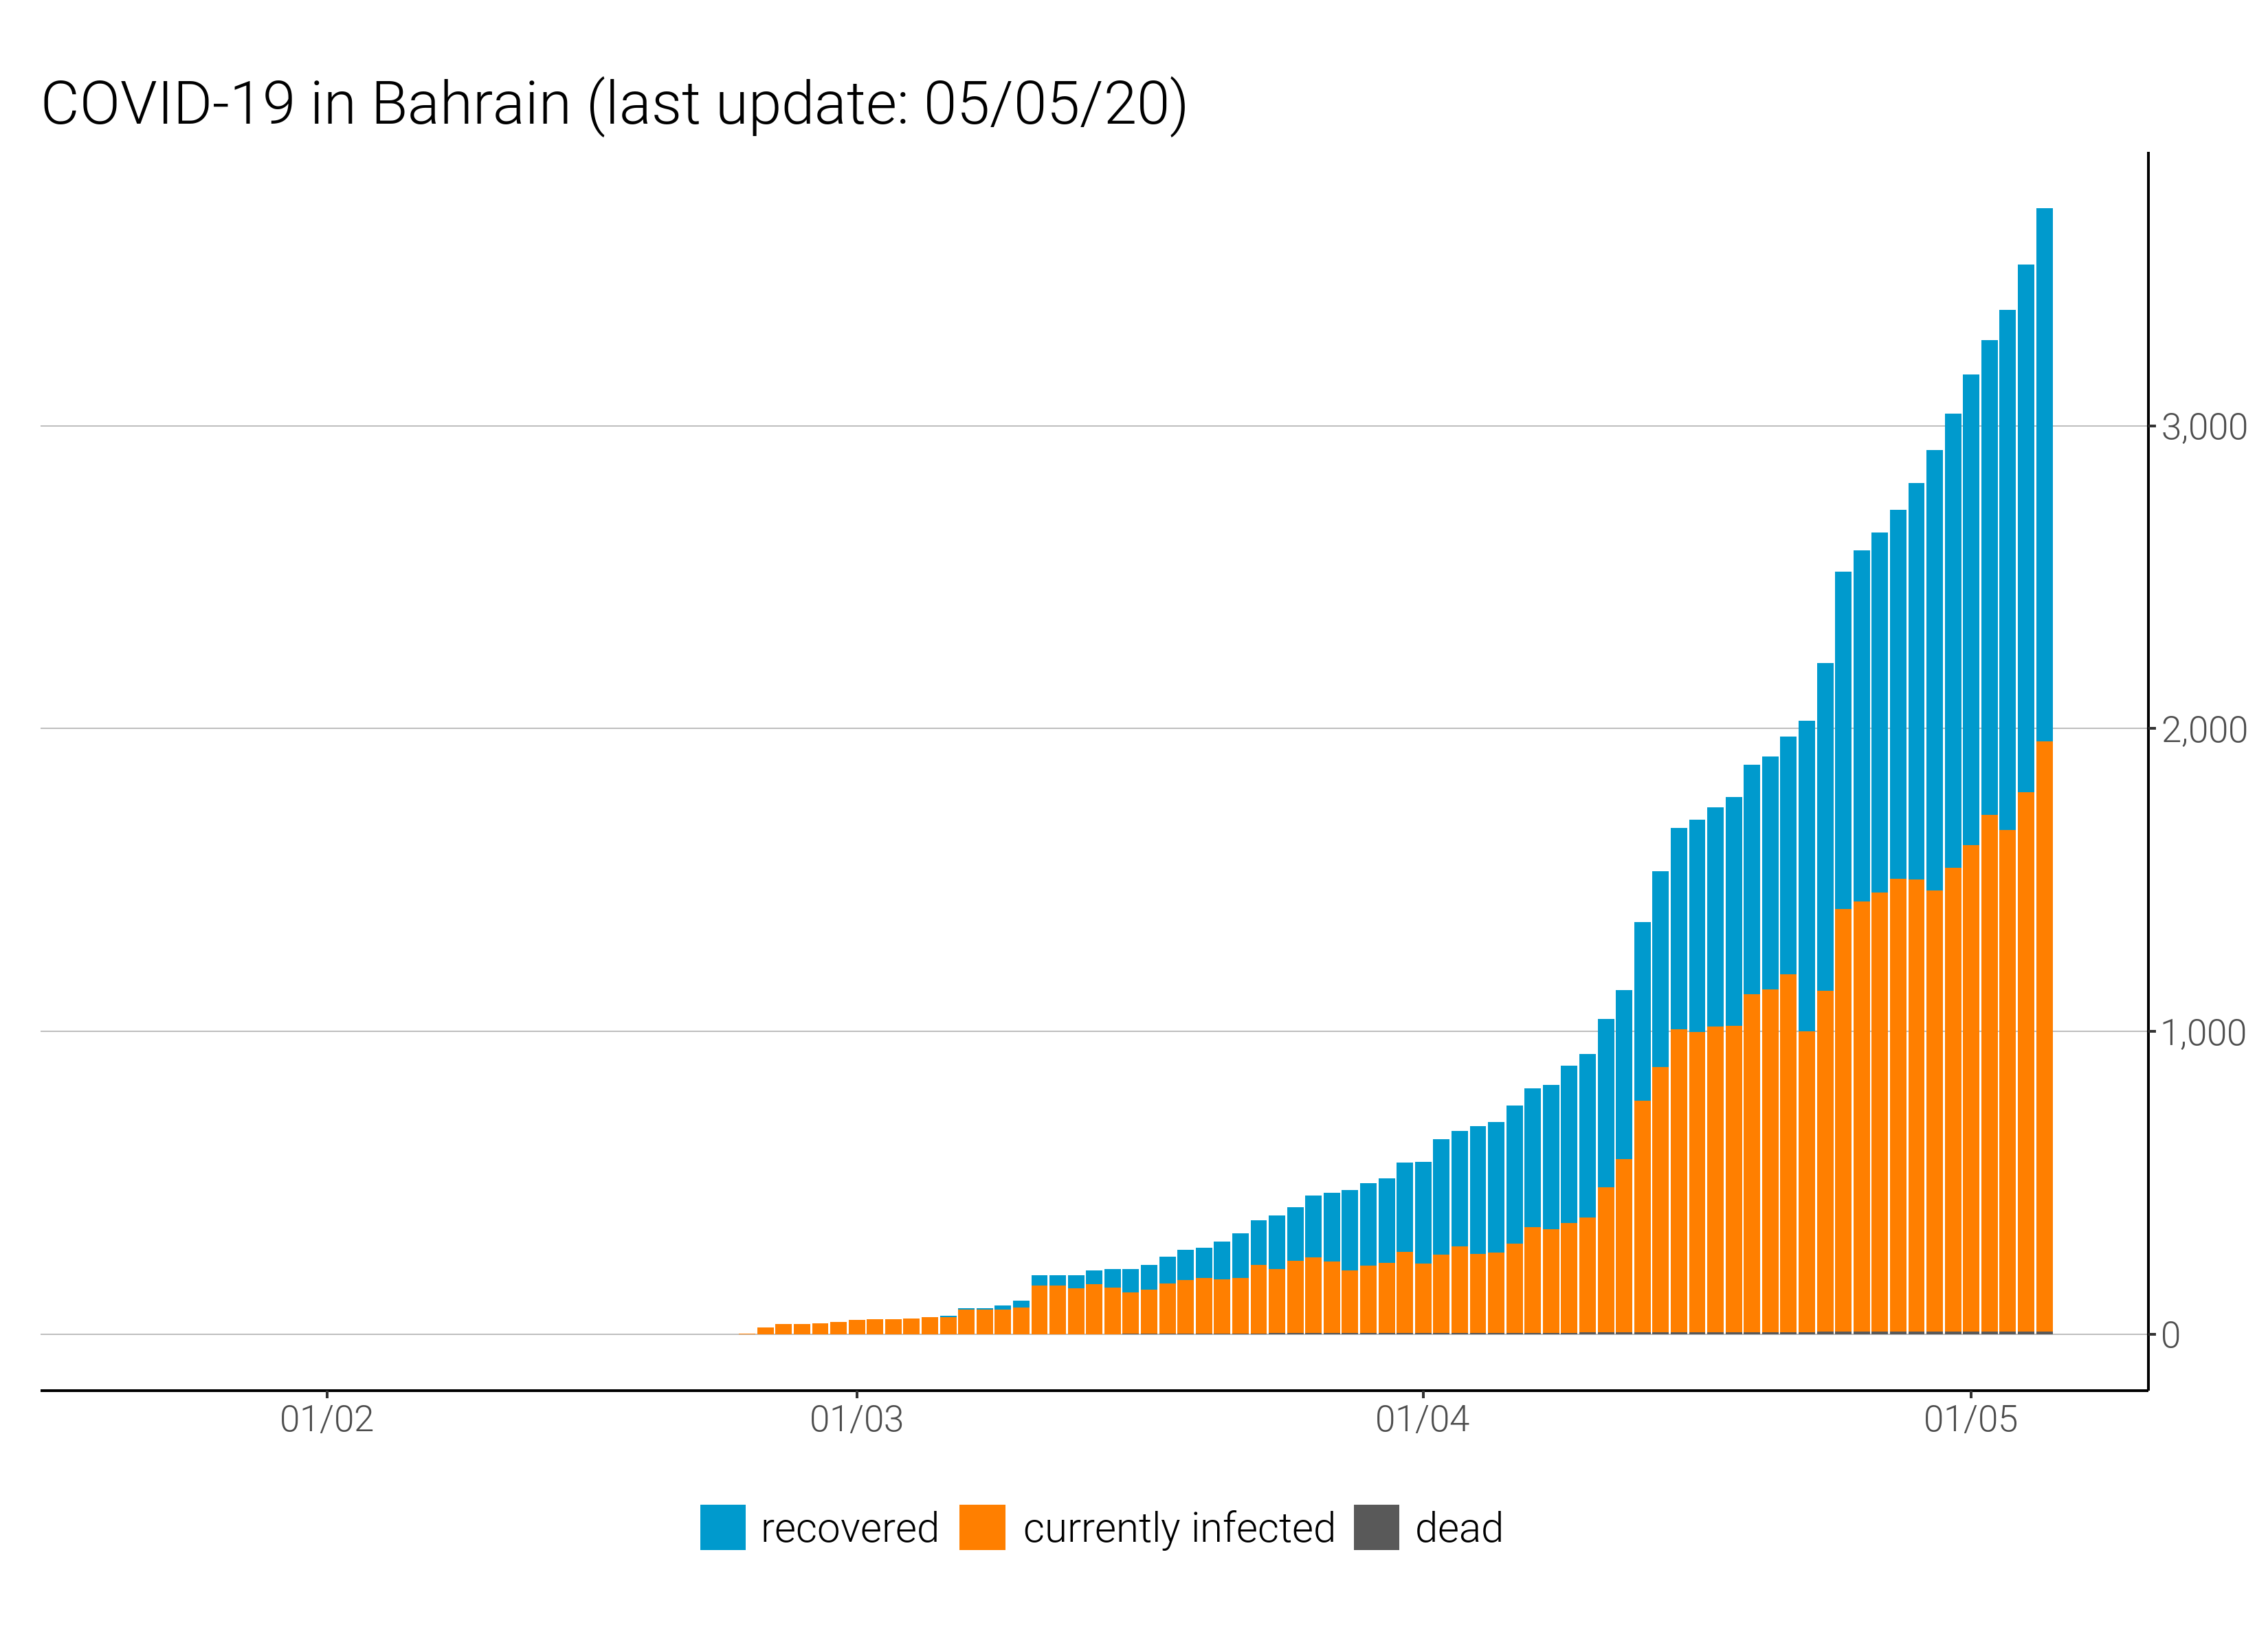 COVID-19 in Bahrain (last update: 05/05/20)
3,000
2,000
1,000
0
01/02 01/03 01/04 01/05
recovered currently infected dead